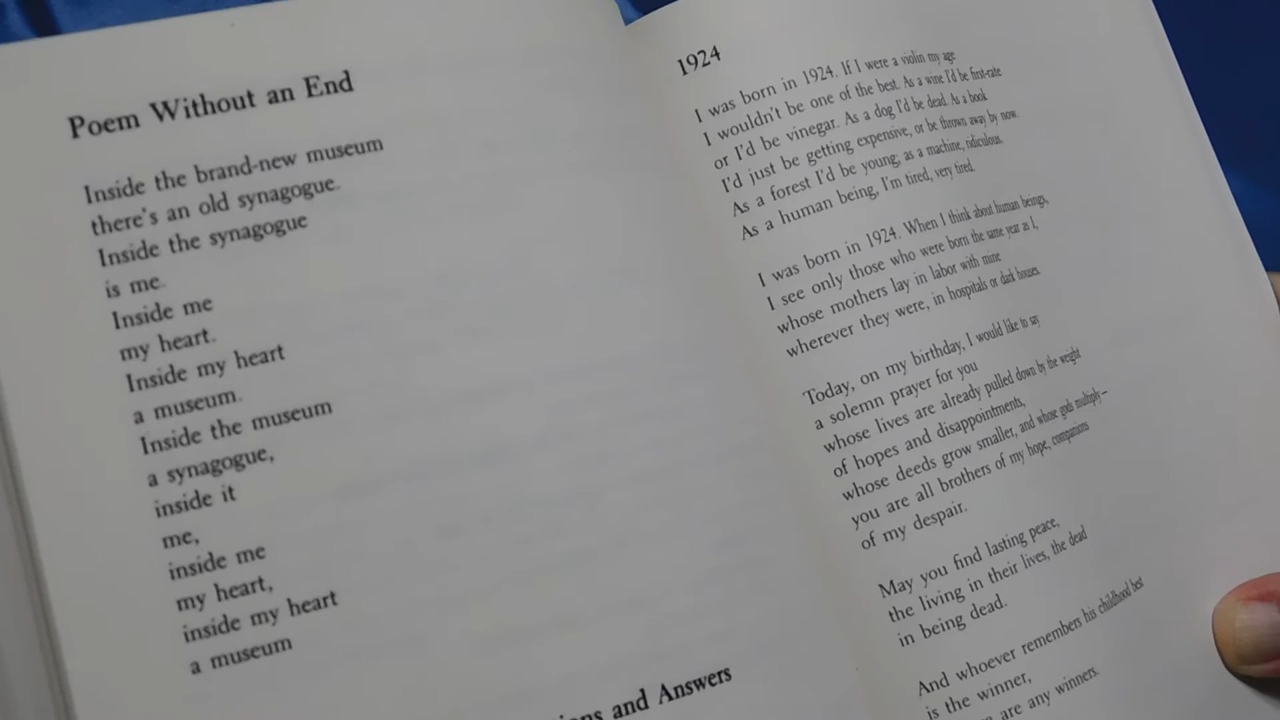 Poem Without an End
Inside the brand-new museum
there's an old synagogue.
Inside the synagogue
is me.
Inside me
my heart.
Inside my heart
a museum.
Inside the museum
a synagogue,
inside it
me,
inside me
my heart,
inside my heart
a museum
and Answers
1924
I was born in 1924. If I were a violin my age
I wouldn't be one of the best. As a wine I'd be first-rate
or I'd be vinegar. As a dog I'd be dead. As a book
I'd just be getting expensive, or be thrown away by now.
As a forest I'd be young; as a machine, ridiculous.
As a human being, I'm tired, very tired.
I was born in 1924. When I think about human beings,
I see only those who were born the same year as I,
whose mothers lay in labor with mine
wherever they were, in hospitals or dark houses.
Today, on my birthday, I would like to say
a solemn prayer for you
whose lives are already pulled down by the weight
of hopes and disappointments,
whose deeds grow smaller, and whose gods multiply—
you are all brothers of my hope, companions
of my despair.
May you find lasting peace,
the living in their lives, the dead
in being dead.
And whoever remembers his childhood best
is the winner,
are any winners.